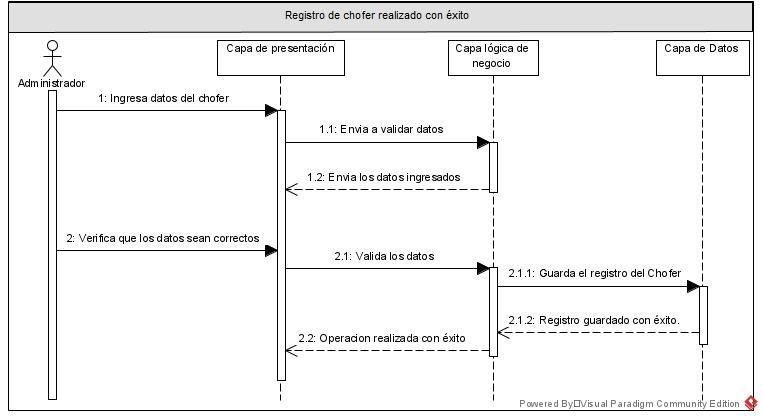 Registro de chofer realizado con éxito
Administrador
Capa de presentación
Capa lógica de
negocio
Capa de Datos
1: Ingresa datos del chofer
1.1: Envia a validar datos
1.2: Envia los datos ingresados
2: Verifica que los datos sean correctos
2.1: Valida los datos
2.1.1: Guarda el registro del Chofer
2.1.2: Registro guardado con éxito.
2.2: Operacion realizada con éxito
Powered By Visual Paradigm Community Edition